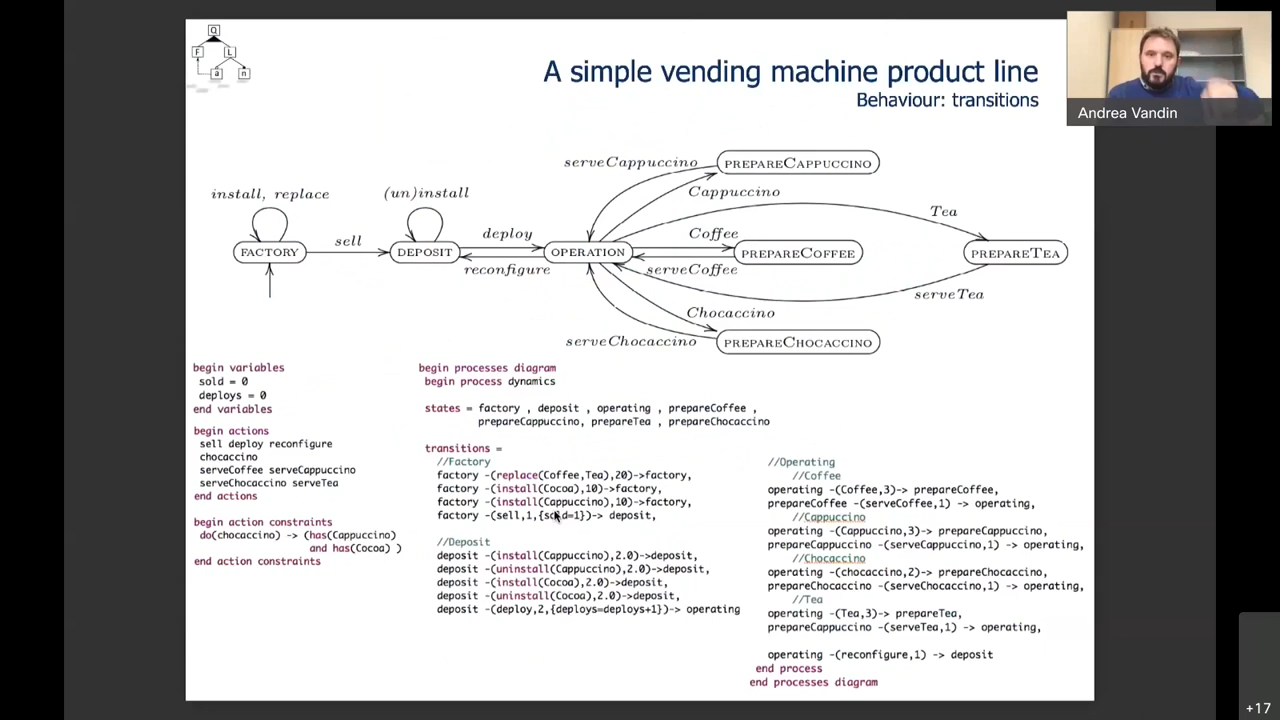 Q
F L
a n
A simple vending machine product line
Behaviour: transitions
Andrea Vandin
install, replace
(un)install
sell
deploy
reconfigure
serveCappuccino
Cappuccino
Coffee
serveCoffee
Tea
serveTea
Chocaccino
serveChocaccino
FACTORY
DEPOSIT
OPERATION
PREPARECAPPUCCINO
PREPARECOFFEE
PREPARETEA
PREPARECHOCACCINO
begin variables
sold = 0
deploys = 0
end variables
begin actions
sell deploy reconfigure
chocaccino
serveCoffee serveCappuccino
serveChocaccino serveTea
end actions
begin action constraints
do(chocaccino) -> (has(Cappuccino)
and has(Cocoa) )
end action constraints
begin processes diagram
begin process dynamics
states = factory , deposit , operating , prepareCoffee ,
prepareCappuccino, prepareTea , prepareChocaccino
transitions =
//Factory
factory -(replace(Coffee,Tea),20)->factory,
factory -(install(Cocoa),10)->factory,
factory -(install(Cappuccino),10)->factory,
factory -(sell,1,{sold=1})-> deposit,
//Deposit
deposit -(install(Cappuccino),2.0)->deposit,
deposit -(uninstall(Cappuccino),2.0)->deposit,
deposit -(install(Cocoa),2.0)->deposit,
deposit -(uninstall(Cocoa),2.0)->deposit,
deposit -(deploy,2,{deploys=deploys+1})-> operating
//Operating
//Coffee
operating -(Coffee,3)-> prepareCoffee,
prepareCoffee -(serveCoffee,1) -> operating,
//Cappuccino
operating -(Cappuccino,3)-> prepareCappuccino,
prepareCappuccino -(serveCappuccino,1) -> operating,
//Chocaccino
operating -(chocaccino,2)-> prepareChocaccino,
prepareChocaccino -(serveChocaccino,1) -> operating,
//Tea
operating -(Tea,3)-> prepareTea,
prepareCappuccino -(serveTea,1) -> operating,
operating -(reconfigure,1) -> deposit
end process
end processes diagram
+17